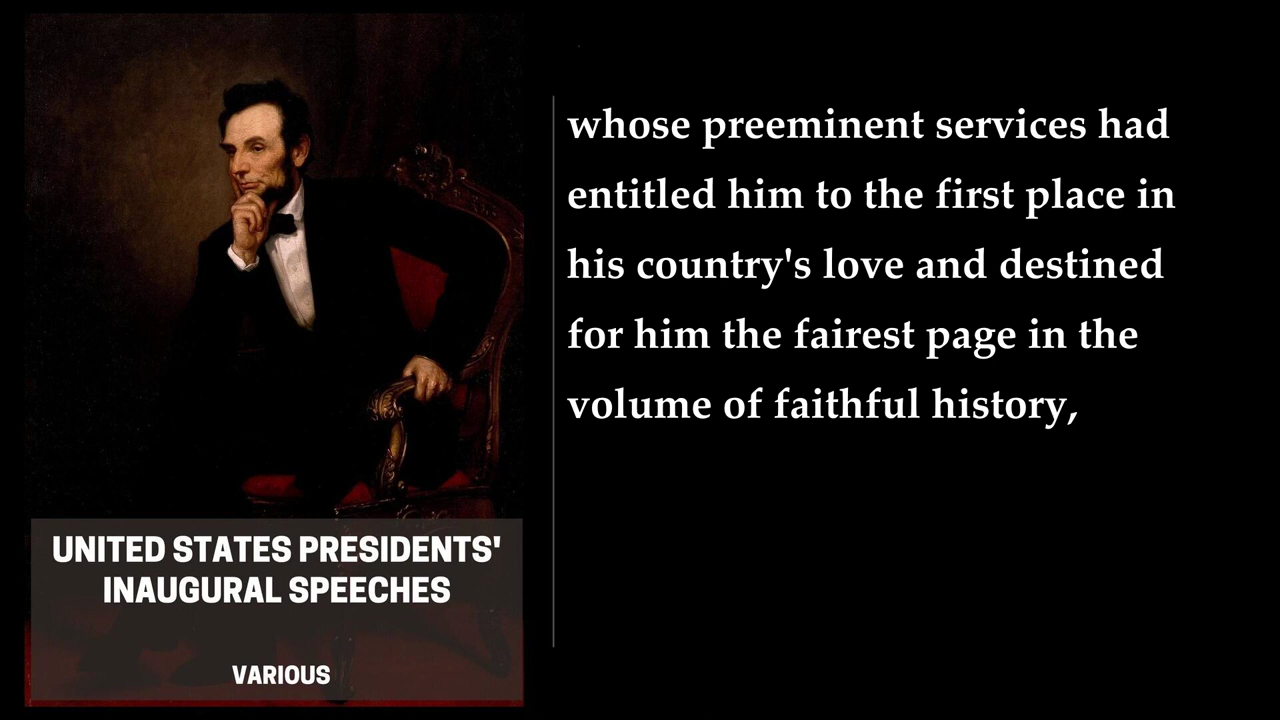 whose preeminent services had
entitled him to the first place in
his country's love and destined
for him the fairest page in the
volume of faithful history,
UNITED STATES PRESIDENTS'
INAUGURAL SPEECHES
VARIOUS